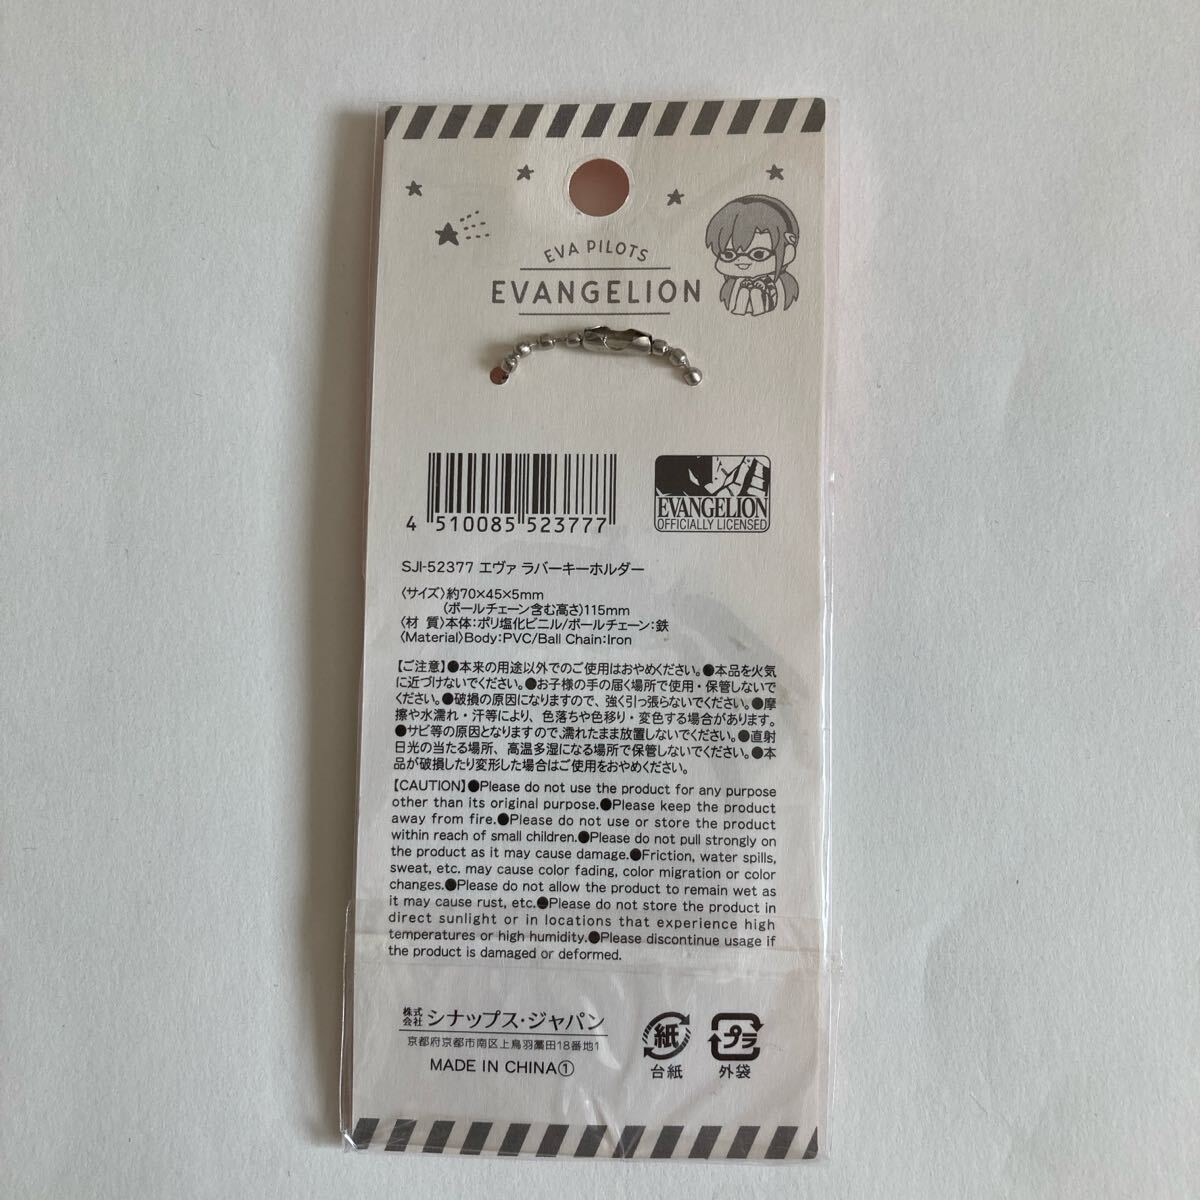 EVA PILOTS
EVANGELION
4 510085 523777
EVANGELION
OFFICIALLY LICENSED
SJI-52377 エヴァ ラバーキーホルダー
〈サイズ〉約70×45×5mm
(ボールチェーン含む高さ)115mm
〈材 質〉本体:ポリ塩化ビニル/ボールチェーン:鉄
〈Material〉Body:PVC/Ball Chain:Iron
【ご注意】●本来の用途以外でのご使用はおやめください。●本品を火気
に近づけないでください。●お子様の手の届く場所で使用・保管しないで
ください。●破損の原因になりますので、強く引っ張らないでください。●摩
擦や水濡れ・汗等により、色落ちや色移り・変色する場合があります。
●サビ等の原因となりますので、濡れたまま放置しないでください。●直射
日光の当たる場所、高温多湿になる場所で保管しないでください。●本
品が破損したり変形した場合はご使用をおやめください。
【CAUTION】●Please do not use the product for any purpose
other than its original purpose.●Please keep the product
away from fire.●Please do not use or store the product
within reach of small children.●Please do not pull strongly on
the product as it may cause damage.●Friction, water spills,
sweat, etc. may cause color fading, color migration or color
changes.●Please do not allow the product to remain wet as
it may cause rust, etc.●Please do not store the product in
direct sunlight or in locations that experience high
temperatures or high humidity.●Please discontinue usage if
the product is damaged or deformed.
株式会社 シナップス・ジャパン
京都府京都市南区上鳥羽藁田18番地1
MADE IN CHINA①
紙
台紙
プラ
外袋